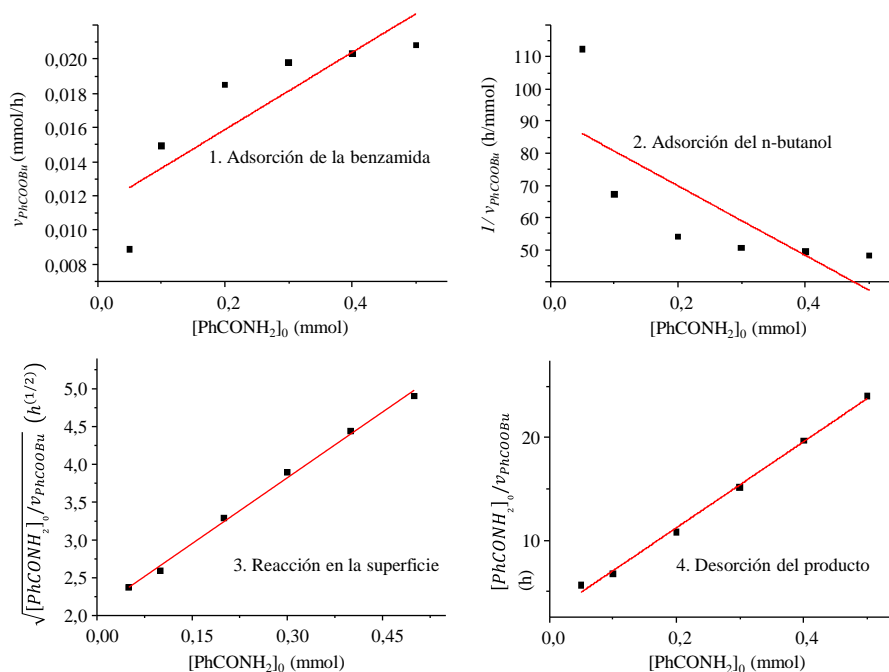 0,020
0,018
0,016
0,014
0,012
0,010
0,008
v_PhCOOBu (mmol/h)
1. Adsorción de la benzamida
0,0 0,2 0,4
[PhCONH₂]₀ (mmol)
110
100
90
80
70
60
50
1/ v_PhCOOBu (h/mmol)
2. Adsorción del n-butanol
0,0 0,2 0,4
[PhCONH₂]₀ (mmol)
5,0
4,5
4,0
3,5
3,0
2,5
2,0
√[PhCONH₂]₀/v_PhCOOBu (h^(1/2))
3. Reacción en la superficie
0,00 0,15 0,30 0,45
[PhCONH₂]₀ (mmol)
20
10
[PhCONH₂]₀/v_PhCOOBu
(h)
4. Desorción del producto
0,0 0,2 0,4
[PhCONH₂]₀ (mmol)